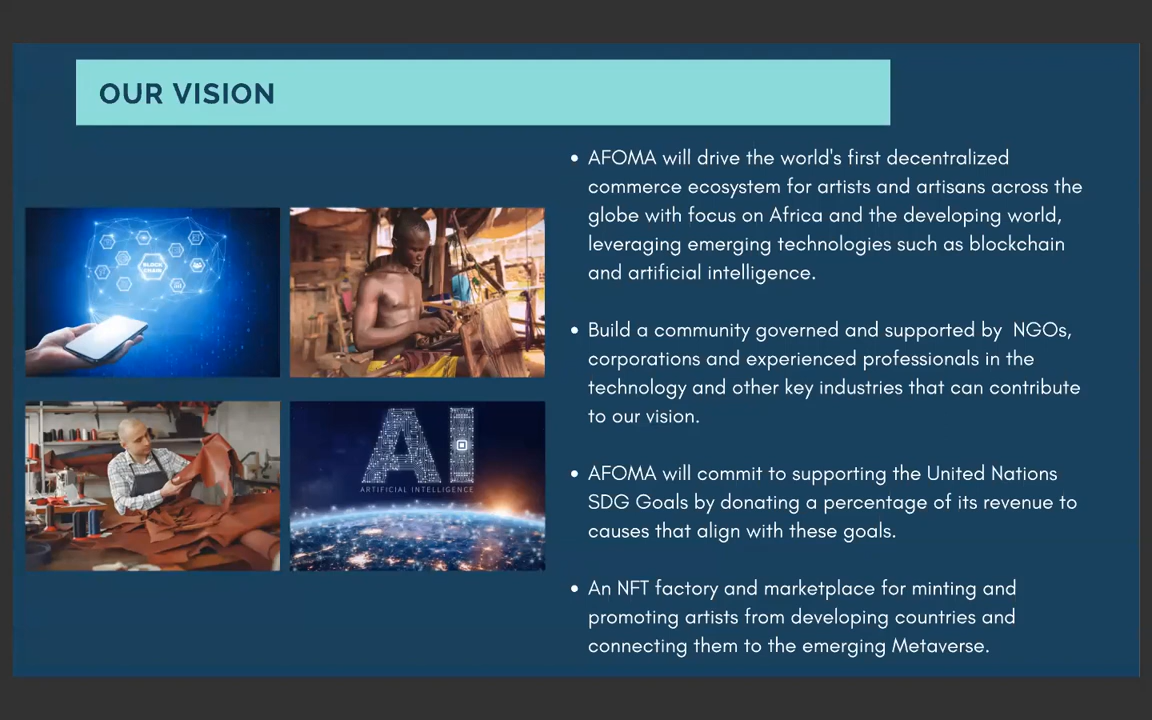 OUR VISION
• AFOMA will drive the world's first decentralized
commerce ecosystem for artists and artisans across the
globe with focus on Africa and the developing world,
leveraging emerging technologies such as blockchain
and artificial intelligence.
• Build a community governed and supported by  NGOs,
corporations and experienced professionals in the
technology and other key industries that can contribute
to our vision.
• AFOMA will commit to supporting the United Nations
SDG Goals by donating a percentage of its revenue to
causes that align with these goals.
• An NFT factory and marketplace for minting and
promoting artists from developing countries and
connecting them to the emerging Metaverse.
BLOCK
CHAIN
AI
ARTIFICIAL INTELLIGENCE